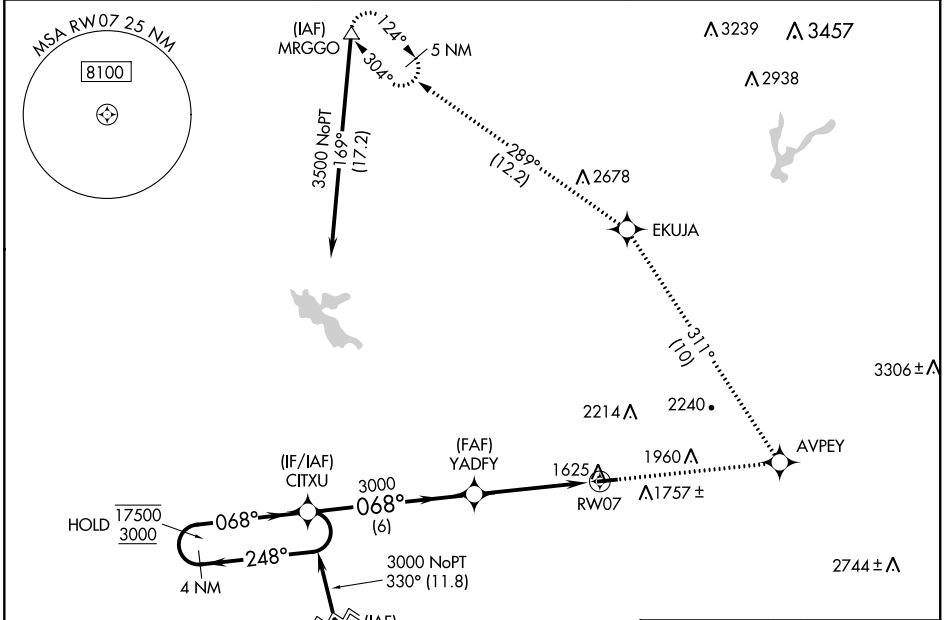 MSA RW07 25 NM
8100
(IAF)
MRGGO
124°
304°
5 NM
3239
3457
2938
3500 NoPT
169°
(17.2)
289°
(12.2)
2678
EKUJA
311°
(10)
3306 ±
2214
2240
AVPEY
(IF/IAF)
CITXU
(FAF)
YADFY
1625
1960
3000
068°
(6)
RW07
1757 ±
HOLD
17500
3000
068°
248°
4 NM
3000 NoPT
330° (11.8)
2744 ±
(IAF)